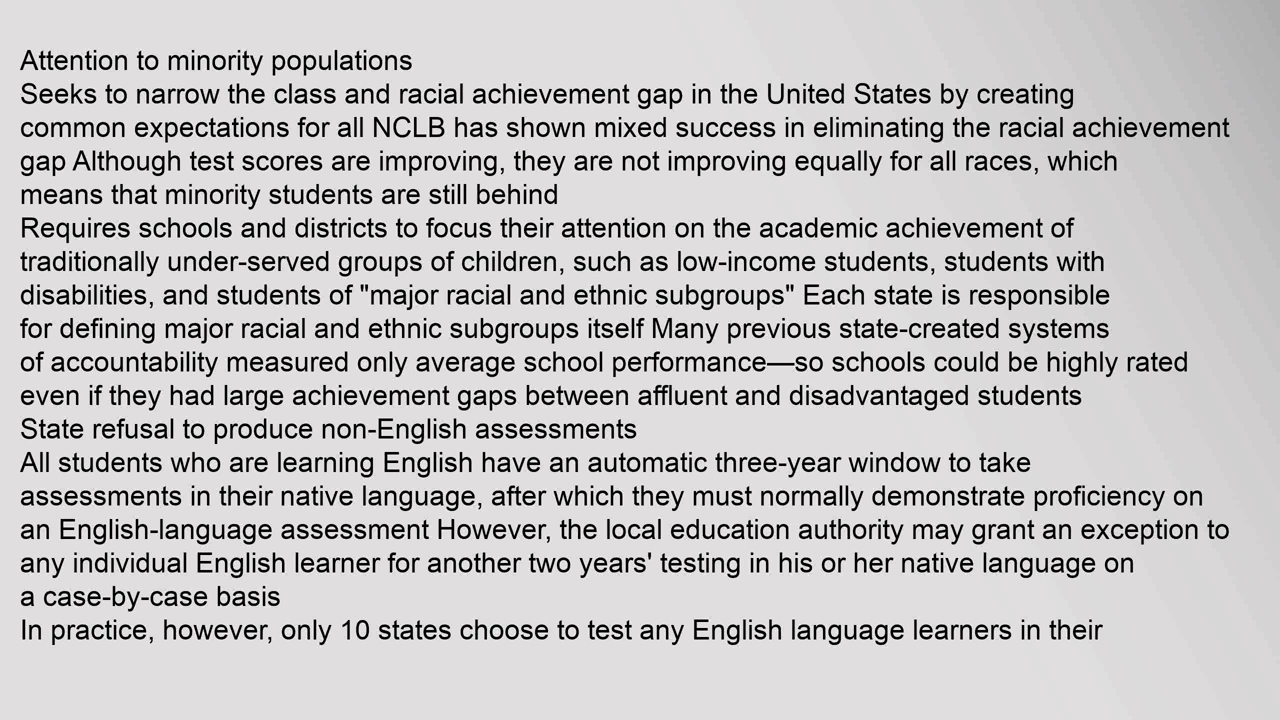 Attention to minority populations
Seeks to narrow the class and racial achievement gap in the United States by creating
common expectations for all NCLB has shown mixed success in eliminating the racial achievement
gap Although test scores are improving, they are not improving equally for all races, which
means that minority students are still behind
Requires schools and districts to focus their attention on the academic achievement of
traditionally under-served groups of children, such as low-income students, students with
disabilities, and students of "major racial and ethnic subgroups" Each state is responsible
for defining major racial and ethnic subgroups itself Many previous state-created systems
of accountability measured only average school performance—so schools could be highly rated
even if they had large achievement gaps between affluent and disadvantaged students
State refusal to produce non-English assessments
All students who are learning English have an automatic three-year window to take
assessments in their native language, after which they must normally demonstrate proficiency on
an English-language assessment However, the local education authority may grant an exception to
any individual English learner for another two years' testing in his or her native language on
a case-by-case basis
In practice, however, only 10 states choose to test any English language learners in their